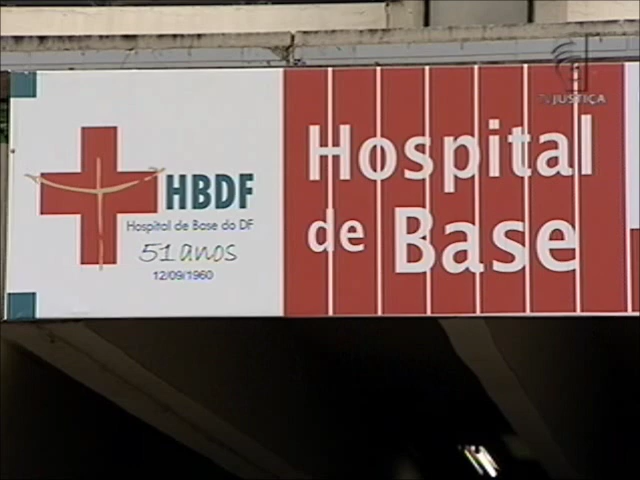 HBDF
Hospital de Base do DF
51 anos
12/09/1960
Hospital
de Base
TV JUSTIÇA